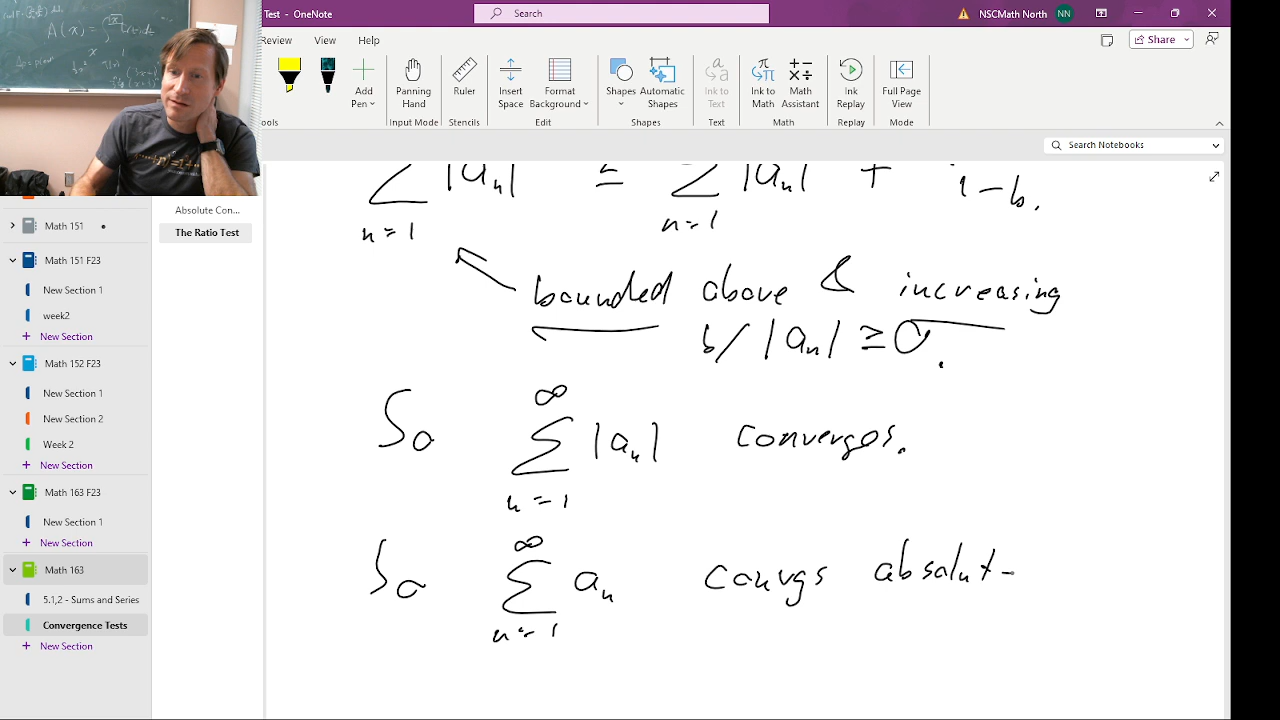 A(x) =
Test - OneNote
Search
NSCMath North NN
Review View Help
Share
Add Pen
Panning Hand
Ruler
Insert Space
Format Background
Shapes
Automatic Shapes
Ink to Text
Ink to Math
Math Assistant
Ink Replay
Full Page View
ools
Input Mode
Stencils
Edit
Shapes
Text
Math
Replay
Mode
Search Notebooks
Absolute Con...
The Ratio Test
Math 151
Math 151 F23
New Section 1
week2
+ New Section
Math 152 F23
New Section 1
New Section 2
Week 2
+ New Section
Math 163 F23
New Section 1
+ New Section
Math 163
5.1,2 - Sums and Series
Convergence Tests
+ New Section
∑ |aₙ| ≤ ∑ |aₙ| + 1-b.
n=1 n=1
bounded above & increasing
b/ |aₙ| ≥ 0.
So ∑ |aₙ| converges.
∞
n=1
So ∑ aₙ convgs absolut-
∞
n=1